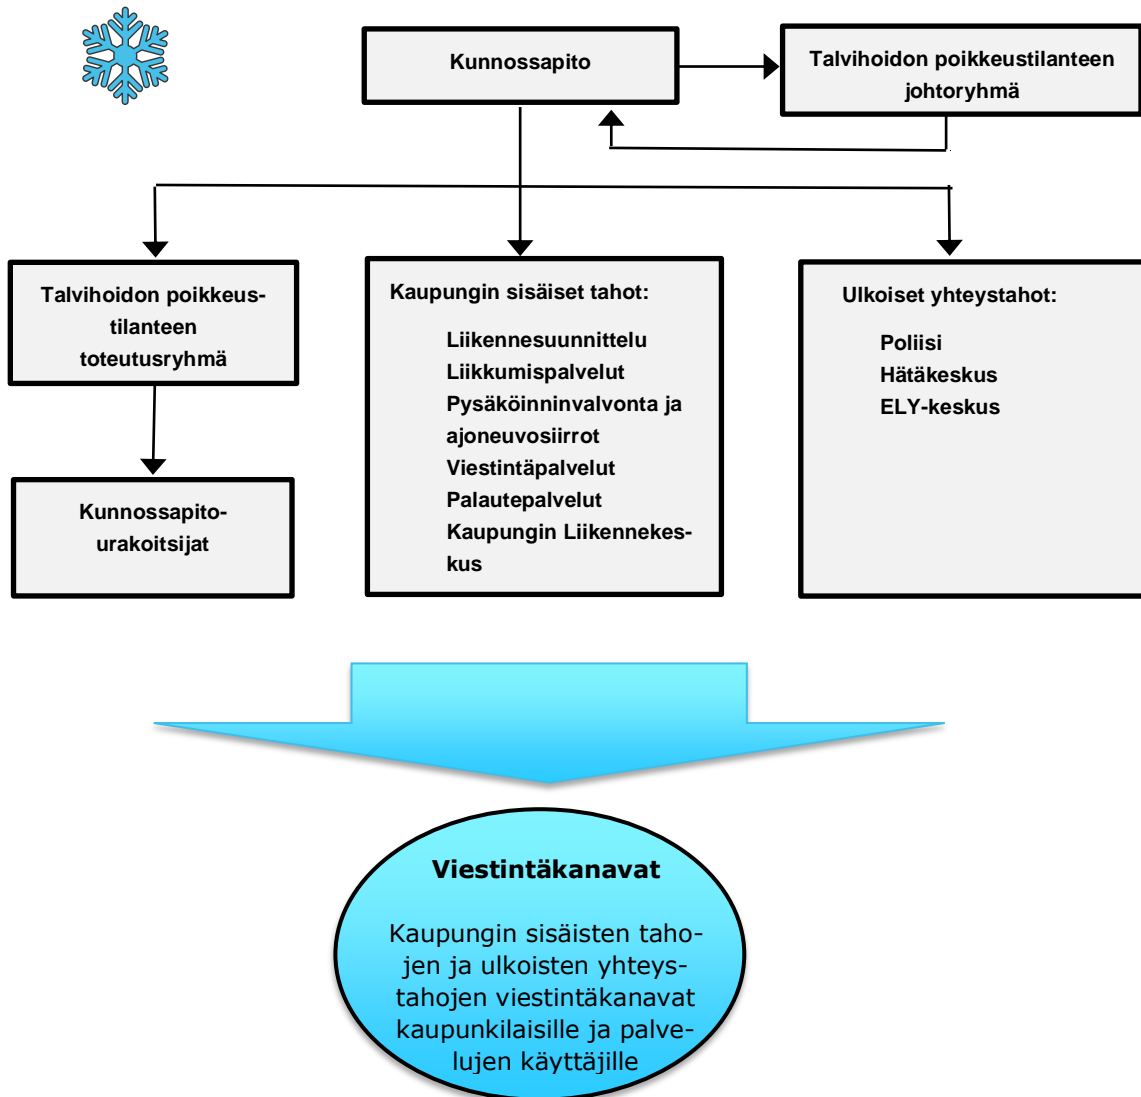 Kunnossapito
Talvihoidon poikkeustilanteen
johtoryhmä
Talvihoidon poikkeus-
tilanteen
toteutusryhmä
Kunnossapito-
urakoitsijat
Kaupungin sisäiset tahot:
Liikennesuunnittelu
Liikkumispalvelut
Pysäköinninvalvonta ja
ajoneuvosiirrot
Viestintäpalvelut
Palautepalvelut
Kaupungin Liikennekes-
kus
Ulkoiset yhteystahot:
Poliisi
Hätäkeskus
ELY-keskus
Viestintäkanavat
Kaupungin sisäisten taho-
jen ja ulkoisten yhteys-
tahojen viestintäkanavat
kaupunkilaisille ja palve-
lujen käyttäjille